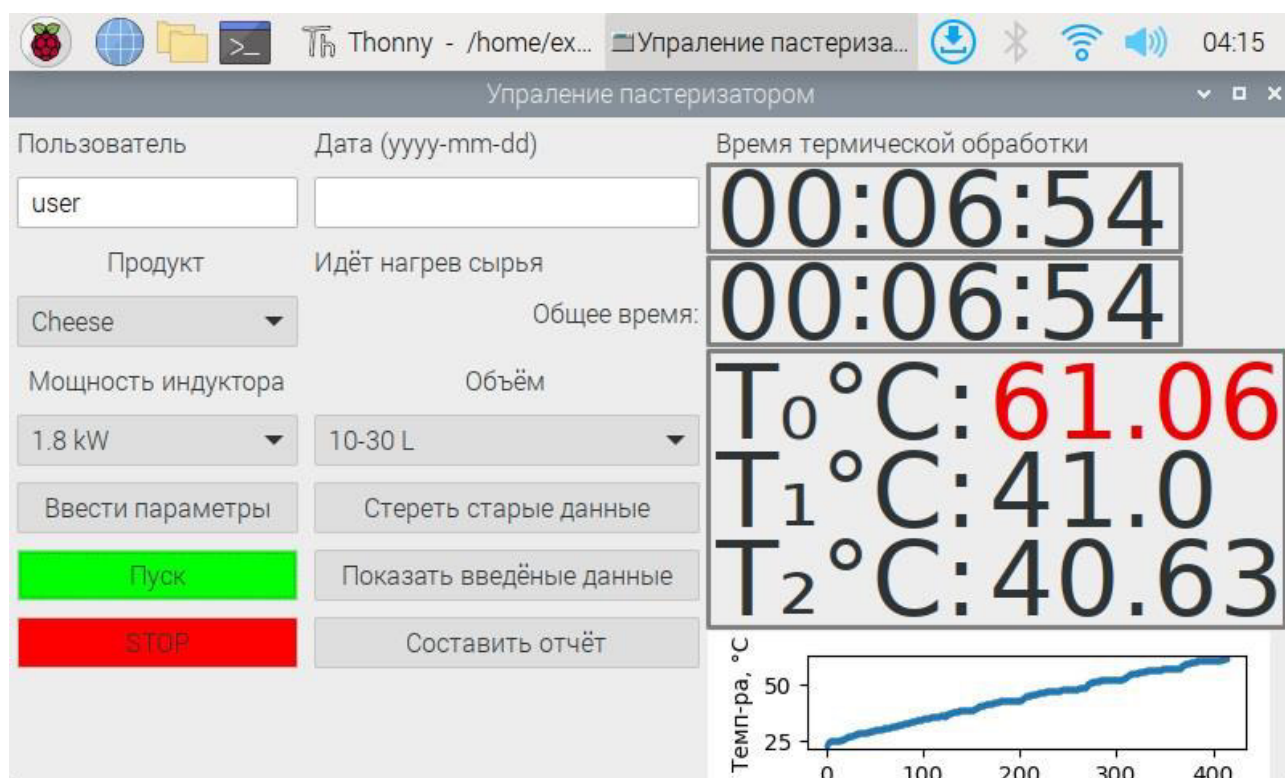 Thonny - /home/ex... Упраление пастериза... 04:15
Упраление пастеризатором
Пользователь Дата (yyyy-mm-dd) Время термической обработки
user 00:06:54
Продукт Идёт нагрев сырья
Cheese Общее время: 00:06:54
Мощность индуктора Объём T₀°C: 61.06
1.8 kW 10-30 L
Ввести параметры Стереть старые данные T₁°C: 41.0
Пуск Показать введёные данные T₂°C: 40.63
STOP Составить отчёт
Темп-ра, °C
50
25
0 100 200 300 400